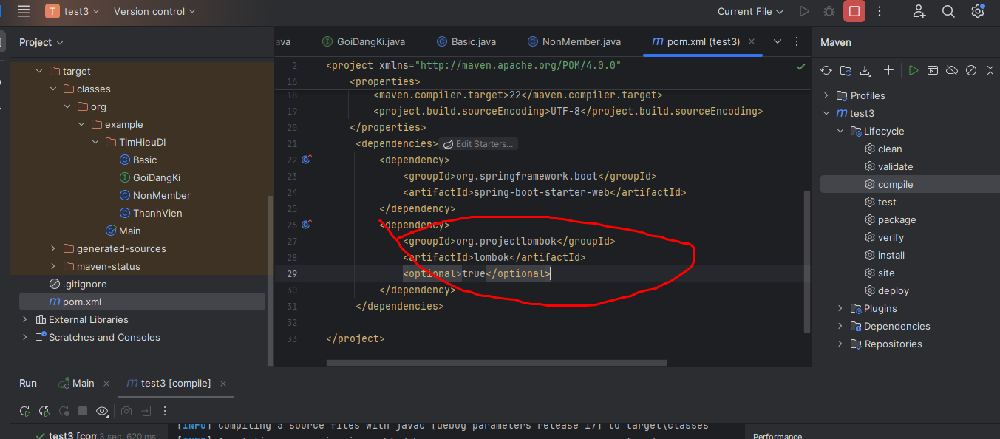 T test3 Version control Current File
Project
ava GoiDangKi.java Basic.java NonMember.java pom.xml (test3)
Maven
target
classes
org
example
TimHieuDI
Basic
GoiDangKi
NonMember
ThanhVien
Main
generated-sources
maven-status
.gitignore
pom.xml
External Libraries
Scratches and Consoles
2 <project xmlns="http://maven.apache.org/POM/4.0.0"
16 <properties>
18 <maven.compiler.target>22</maven.compiler.target>
19 <project.build.sourceEncoding>UTF-8</project.build.sourceEncoding>
20 </properties>
21 <dependencies> Edit Starters...
22 <dependency>
23 <groupId>org.springframework.boot</groupId>
24 <artifactId>spring-boot-starter-web</artifactId>
25 </dependency>
26 <dependency>
27 <groupId>org.projectlombok</groupId>
28 <artifactId>lombok</artifactId>
29 <optional>true</optional>
30 </dependency>
31 </dependencies>
32
33 </project>
Profiles
test3
Lifecycle
clean
validate
compile
test
package
verify
install
site
deploy
Plugins
Dependencies
Repositories
Run Main test3 [compile]
test3 [com 3 sec, 620 ms
[INFO] Compiling 5 source files with javac [debug parameters release 17] to target\classes
Performance